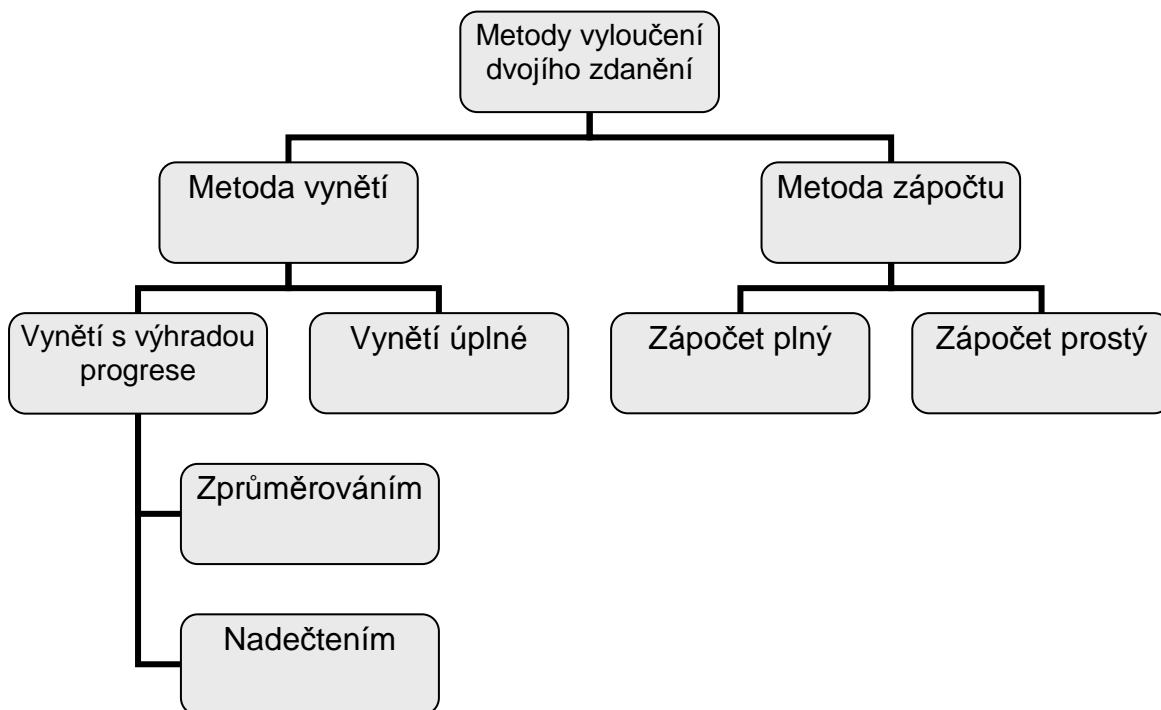 Metody vyloučení
dvojího zdanění
Metoda vynětí
Metoda zápočtu
Vynětí s výhradou
progrese
Vynětí úplné
Zápočet plný
Zápočet prostý
Zprůměrováním
Nadečtením